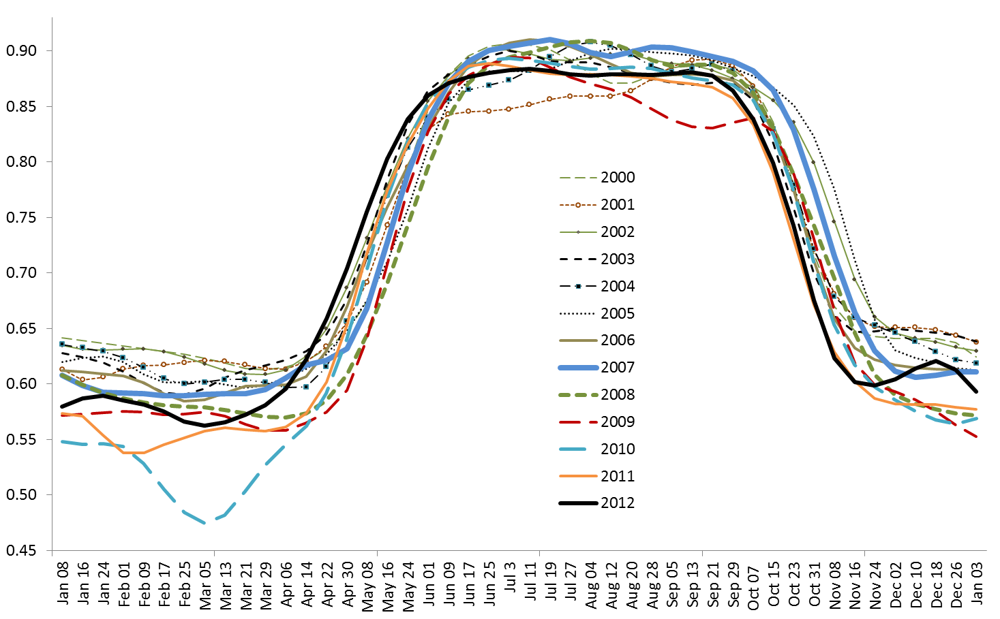 0.90
0.85
0.80
0.75
0.70
0.65
0.60
0.55
0.50
0.45
2000
2001
2002
2003
2004
2005
2006
2007
2008
2009
2010
2011
2012
Jan 08
Jan 16
Jan 24
Feb 01
Feb 09
Feb 17
Feb 25
Mar 05
Mar 13
Mar 21
Mar 29
Apr 06
Apr 14
Apr 22
Apr 30
May 08
May 16
May 24
Jun 01
Jun 09
Jun 17
Jun 25
Jul 3
Jul 11
Jul 19
Jul 27
Aug 04
Aug 12
Aug 20
Aug 28
Sep 05
Sep 13
Sep 21
Sep 29
Oct 07
Oct 15
Oct 23
Oct 31
Nov 08
Nov 16
Nov 24
Dec 02
Dec 10
Dec 18
Dec 26
Jan 03